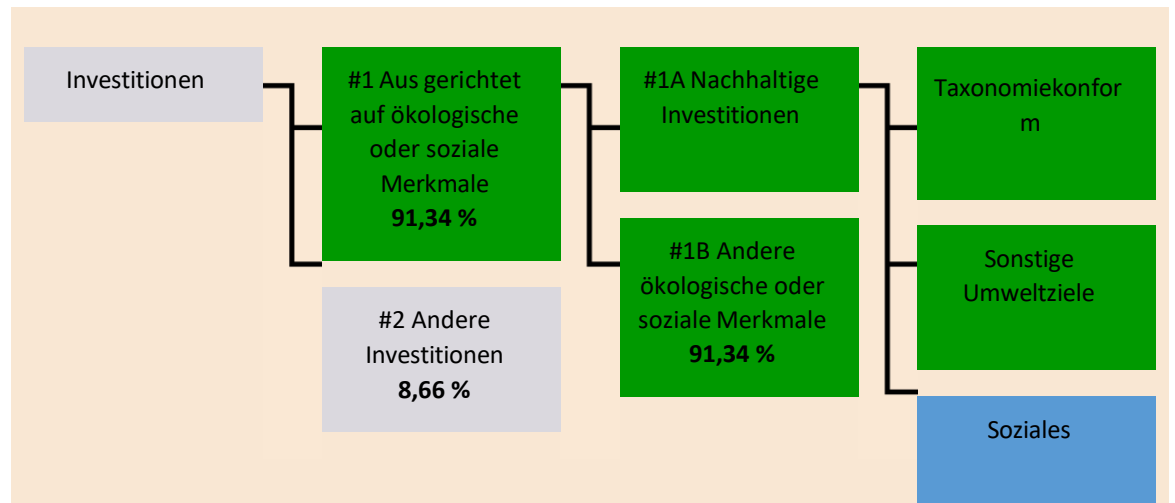 Investitionen
#1 Aus gerichtet
auf ökologische
oder soziale
Merkmale
91,34 %
#2 Andere
Investitionen
8,66 %
#1A Nachhaltige
Investitionen
#1B Andere
ökologische oder
soziale Merkmale
91,34 %
Taxonomiekonfor
m
Sonstige
Umweltziele
Soziales